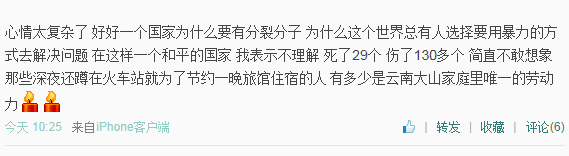 心情太复杂了 好好一个国家为什么要有分裂分子 为什么这个世界总有人选择要用暴力的方
式去解决问题 在这样一个和平的国家 我表示不理解 死了29个 伤了130多个 简直不敢想象
那些深夜还蹲在火车站就为了节约一晚旅馆住宿的人 有多少是云南大山家庭里唯一的劳动
力
今天 10:25 来自iPhone客户端 | 转发 | 收藏 | 评论(6)